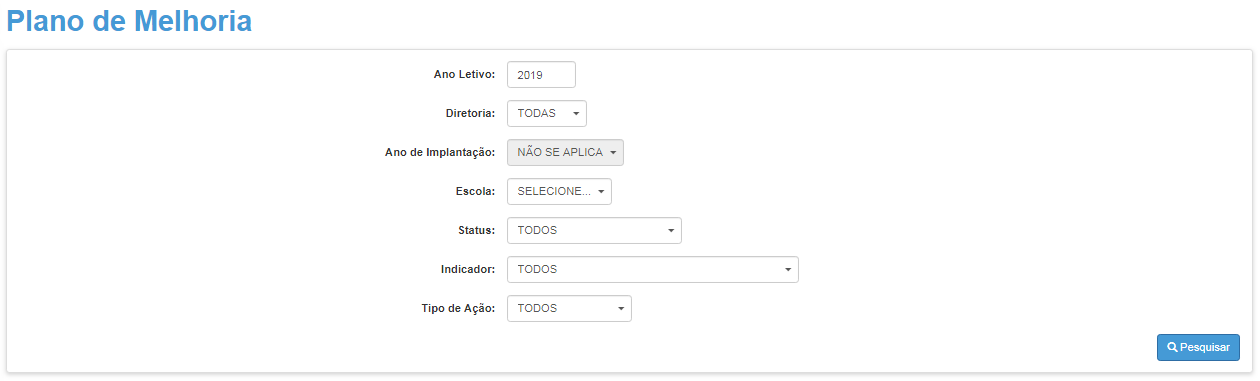 Plano de Melhoria
Ano Letivo: 2019
Diretoria: TODAS
Ano de Implantação: NÃO SE APLICA
Escola: SELECIONE...
Status: TODOS
Indicador: TODOS
Tipo de Ação: TODOS
Pesquisar